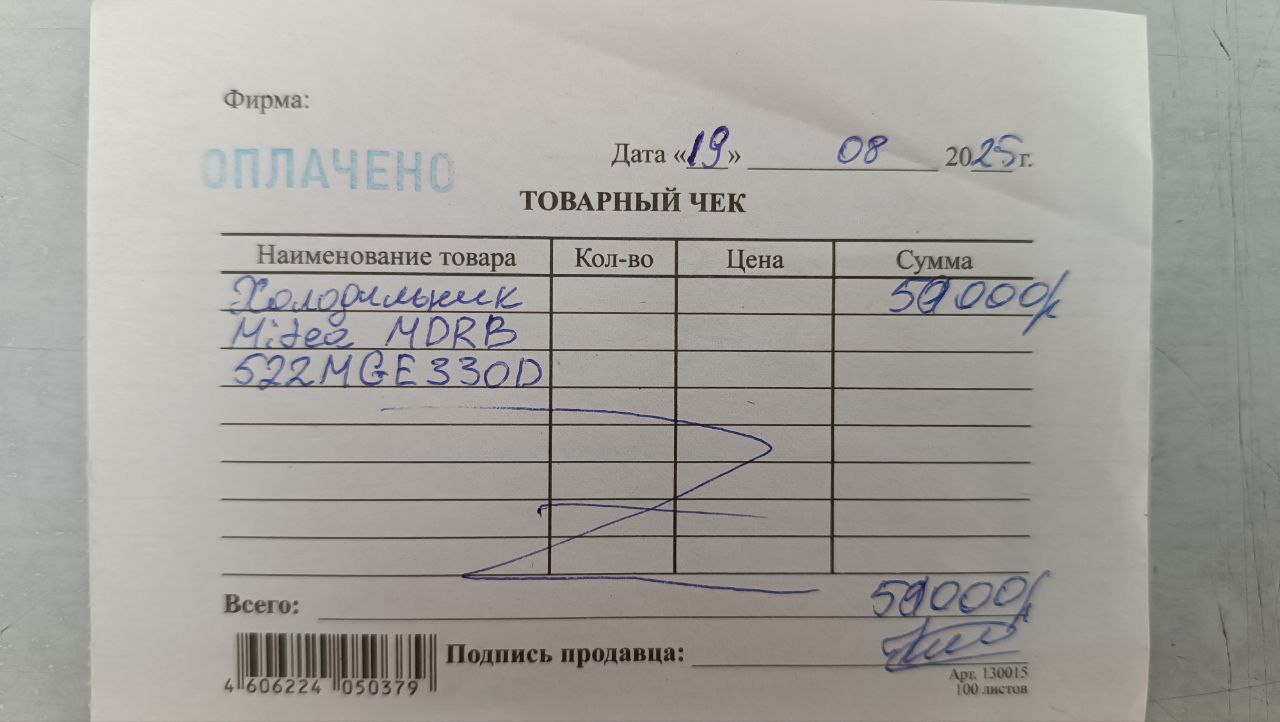 Фирма:
ОПЛАЧЕНО
Дата «19» 08 2025г.
ТОВАРНЫЙ ЧЕК
Наименование товара Кол-во Цена Сумма
Холодильник
Midea MDRB
522MGE330D
Всего:
4 606224 050379
Подпись продавца:
Арт. 130015
100 листов